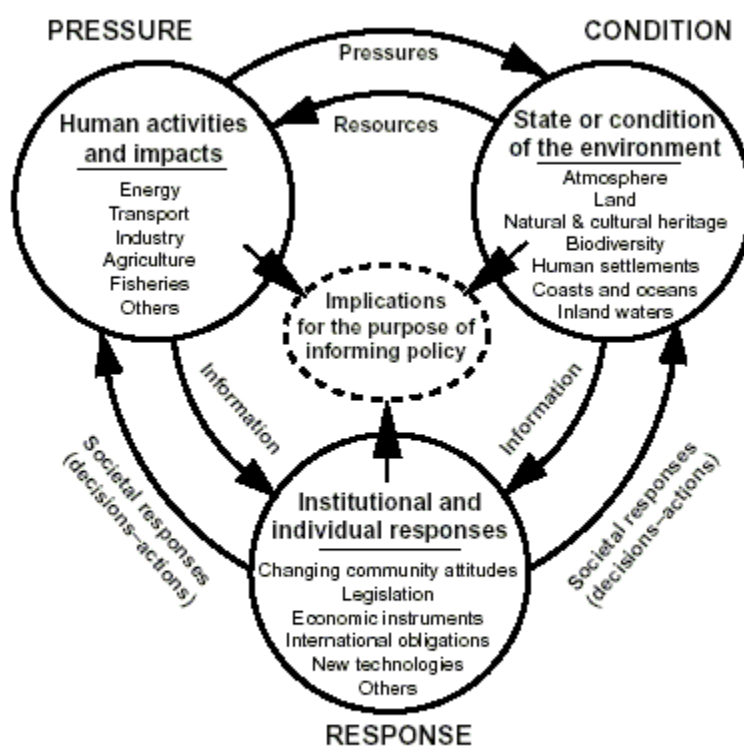 PRESSURE
CONDITION
Pressures
Resources
Human activities
and impacts
Energy
Transport
Industry
Agriculture
Fisheries
Others
State or condition
of the environment
Atmosphere
Land
Natural & cultural heritage
Biodiversity
Human settlements
Coasts and oceans
Inland waters
Implications
for the purpose of
informing policy
Information
Information
Societal responses
(decisions–actions)
Societal responses
(decisions–actions)
Institutional and
individual responses
Changing community attitudes
Legislation
Economic instruments
International obligations
New technologies
Others
RESPONSE